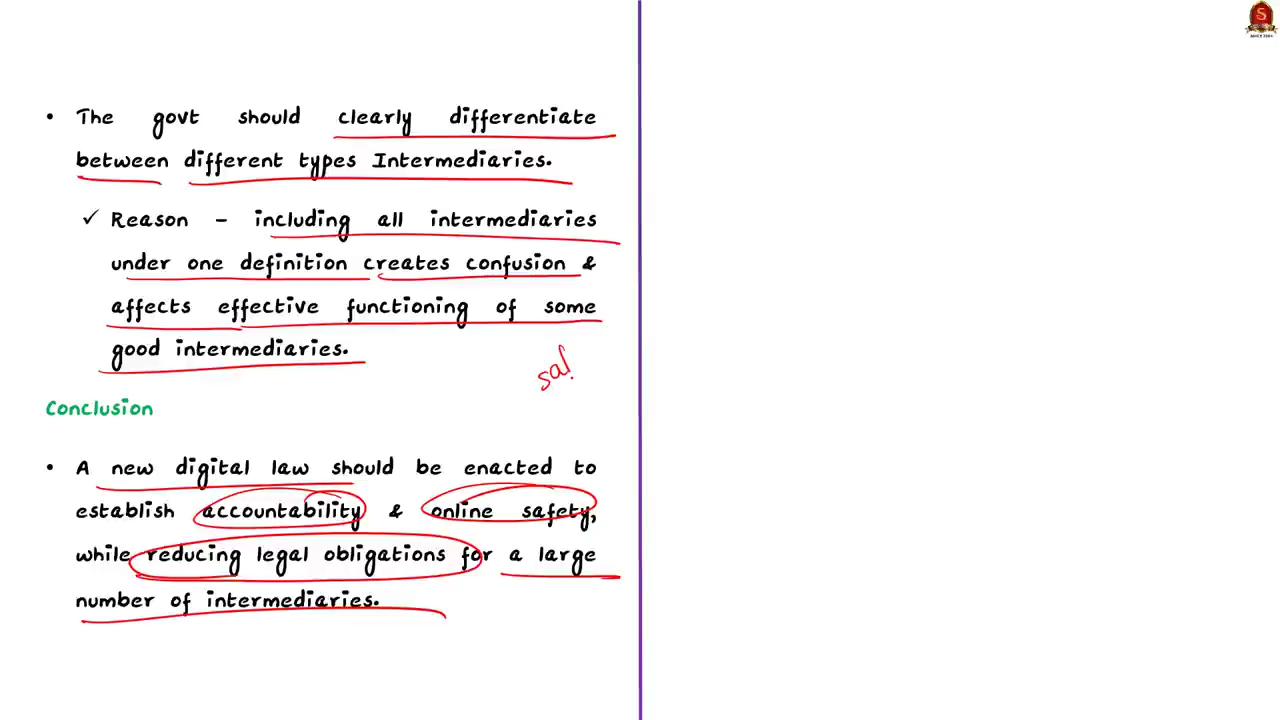 • The govt should clearly differentiate
between different types Intermediaries.
✓ Reason - including all intermediaries
under one definition creates confusion &
affects effective functioning of some
good intermediaries.
Conclusion
• A new digital law should be enacted to
establish accountability & online safety,
while reducing legal obligations for a large
number of intermediaries.
S